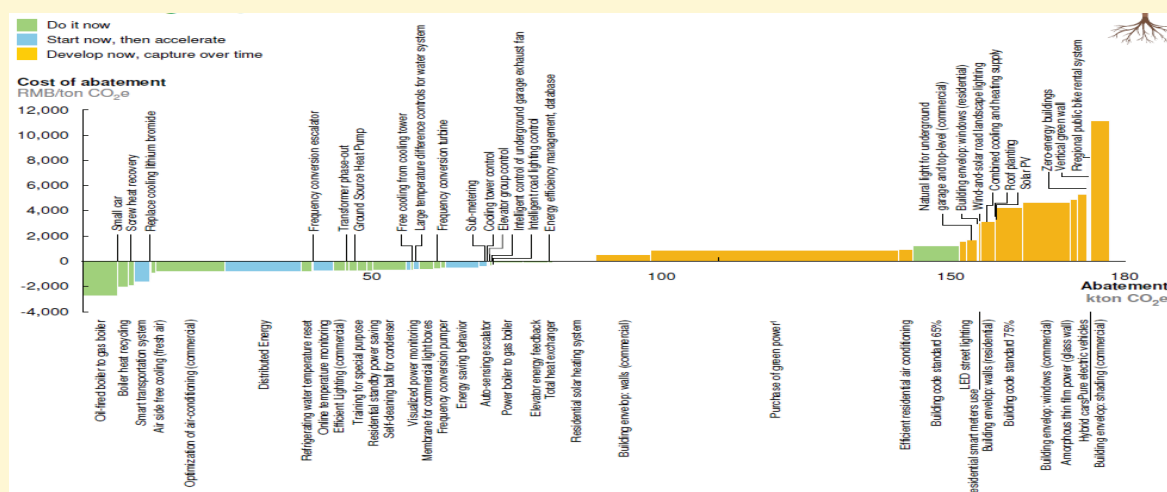 Do it now
Start now, then accelerate
Develop now, capture over time
Cost of abatement
RMB/ton CO₂e
12,000
10,000
8,000
6,000
4,000
2,000
0
-2,000
-4,000
Small car
Screw heat recovery
Replace cooling lithium bromide
Frequency conversion escalator
Transformer phase-out
Ground Source Heat Pump
Free cooling from cooling tower
Large temperature difference controls for water system
Frequency conversion turbine
Sub-metering
Cooling tower control
Elevator group control
Intelligent control of underground garage exhaust fan
Intelligent road lighting control
Energy efficiency management, database
Natural light for underground
garage and top-level (commercial)
Building envelop: windows (residential)
Wind-and-solar road landscape lighting
Combined cooling and heating supply
Roof planting
Solar PV
Zero-energy buildings
Vertical green wall
Rregional public bike rental system
50
100
150
180
Abatement
kton CO₂e
Oil-fired boiler to gas boiler
Boiler heat recycling
Smart transportation system
Air side free cooling (fresh air)
Optimization of air-conditioning (commercial)
Distributed Energy
Refrigerating water temperature reset
Online temperature monitoring
Efficient Lighting (commercial)
Training for special purpose
Residential standby power saving
Self-cleaning ball for condenser
Visualized power monitoring
Membrane for commercial light boxes
Frequency conversion pumper
Energy saving behavior
Auto-sensing escalator
Power boiler to gas boiler
Elevator energy feedback
Total heat exchanger
Residential solar heating system
Building envelop: walls (commercial)
Purchase of green power¹
Efficient residential air conditioning
Building code standard 65%
LED street lighting
esidential smart meters use
Building envelop: walls (residential)
Building code standard 75%
Building envelop: windows (commercial)
Amorphous thin film power (glass wall)
Hybrid cars
Pure electric vehicles
Building envelop: shading (commercial)